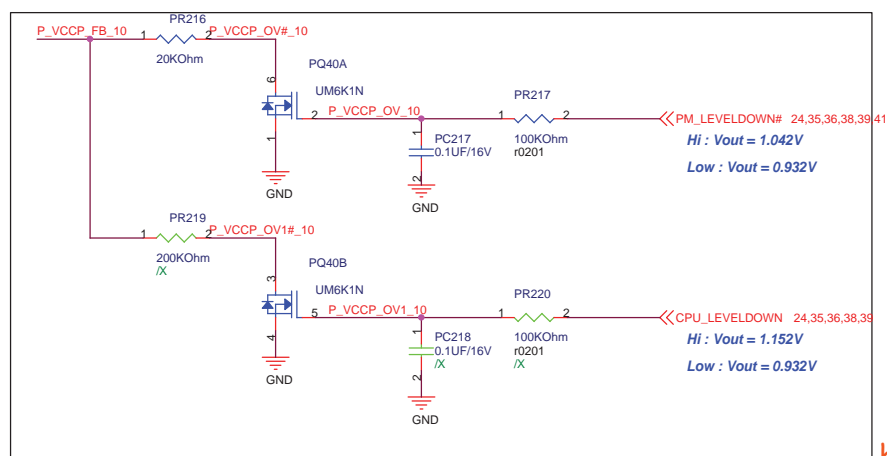 P_VCCP_FB_10
PR216
1
2
P_VCCP_OV#_10
20KOhm
6
PQ40A
UM6K1N
2
P_VCCP_OV_10
1
GND
1
PC217
0.1UF/16V
2
GND
PR217
1
2
100KOhm
r0201
PM_LEVELDOWN# 24,35,36,38,39,41
Hi : Vout = 1.042V
Low : Vout = 0.932V
PR219
1
2
P_VCCP_OV1#_10
200KOhm
/X
3
PQ40B
UM6K1N
5
P_VCCP_OV1_10
4
GND
1
PC218
0.1UF/16V
/X
2
GND
PR220
1
2
100KOhm
r0201
/X
CPU_LEVELDOWN 24,35,36,38,39
Hi : Vout = 1.152V
Low : Vout = 0.932V